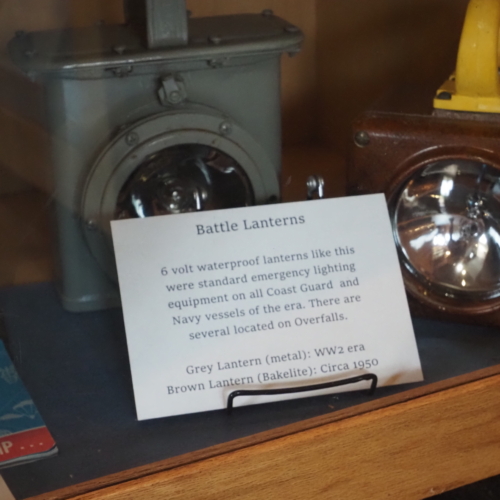 Battle Lanterns
6 volt waterproof lanterns like this
were standard emergency lighting
equipment on all Coast Guard and
Navy vessels of the era. There are
several located on Overfalls.
Grey Lantern (metal): WW2 era
Brown Lantern (Bakelite): Circa 1950
IP...